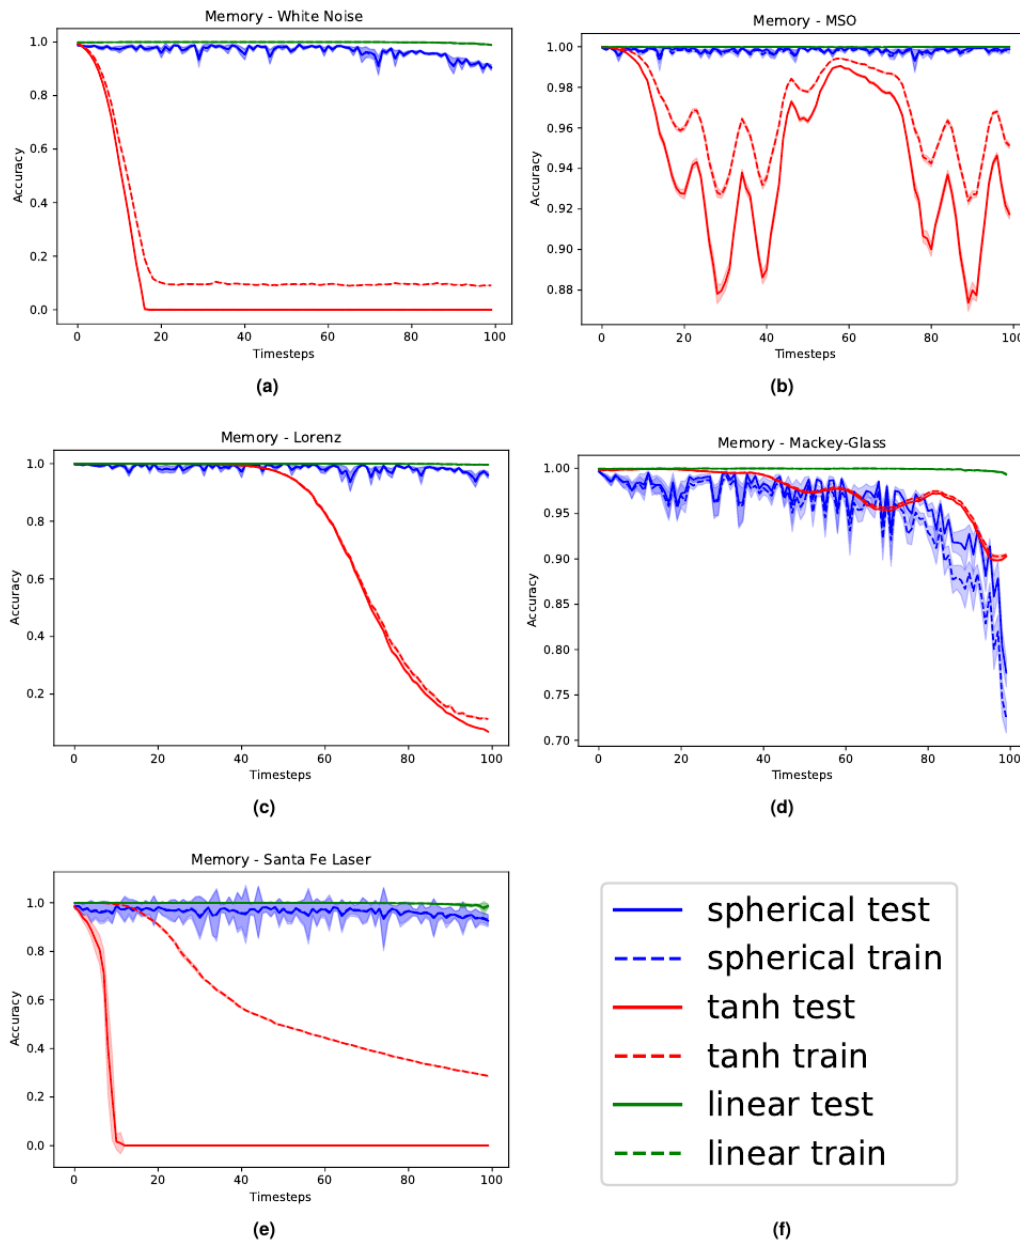 Memory - White Noise
Accuracy
1.0
0.8
0.6
0.4
0.2
0.0
0 20 40 60 80 100
Timesteps
(a)
Memory - MSO
Accuracy
1.00
0.98
0.96
0.94
0.92
0.90
0.88
0 20 40 60 80 100
Timesteps
(b)
Memory - Lorenz
Accuracy
1.0
0.8
0.6
0.4
0.2
0 20 40 60 80 100
Timesteps
(c)
Memory - Mackey-Glass
Accuracy
1.00
0.95
0.90
0.85
0.80
0.75
0.70
0 20 40 60 80 100
Timesteps
(d)
Memory - Santa Fe Laser
Accuracy
1.0
0.8
0.6
0.4
0.2
0.0
0 20 40 60 80 100
Timesteps
(e)
spherical test
spherical train
tanh test
tanh train
linear test
linear train
(f)